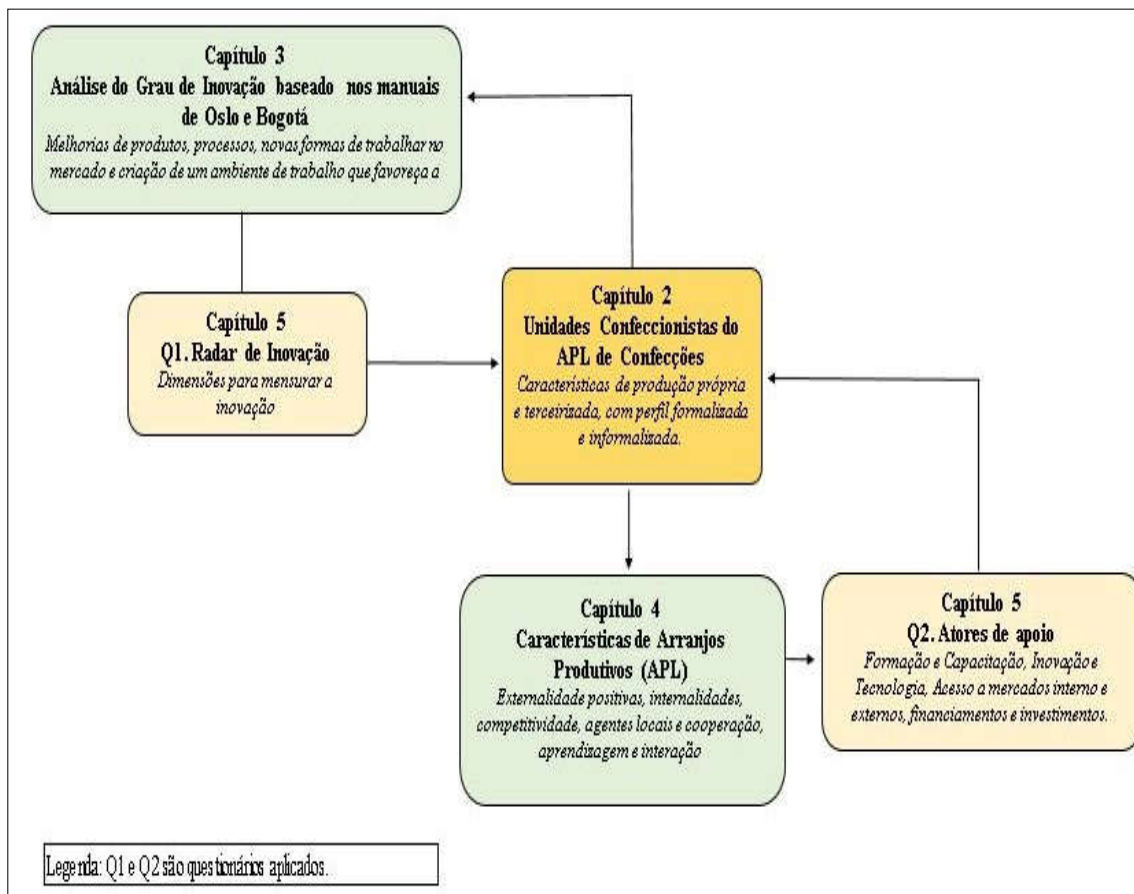 Capítulo 3
Análise do Grau de Inovação baseado nos manuais
de Oslo e Bogotá
Melhorias de produtos, processos, novas formas de trabalhar no
mercado e criação de um ambiente de trabalho que favoreça a
Capítulo 5
Q1. Radar de Inovação
Dimensões para mensurar a
inovação
Capítulo 2
Unidades Confeccionistas do
APL de Confecções
Características de produção própria
e terceirizada, com perfil formalizada
e informalizada.
Capítulo 4
Características de Arranjos
Produtivos (APL)
Externalidade positivas, internalidades,
competitividade, agentes locais e cooperação,
aprendizagem e interação
Capítulo 5
Q2. Atores de apoio
Formação e Capacitação, Inovação e
Tecnologia, Acesso a mercados interno e
externos, financiamentos e investimentos.
Legenda: Q1 e Q2 são questionários aplicados.